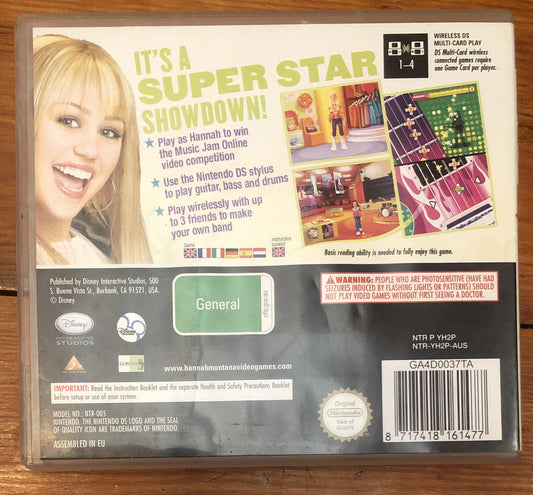 IT'S A
SUPER STAR
SHOWDOWN!
Play as Hannah to win
the Music Jam Online
video competition
Use the Nintendo DS stylus
to play guitar, bass and drums
Play wirelessly with up
to 3 friends to make
your own band
WIRELESS DS
MULTI-CARD PLAY
DS Multi-Card wireless
connected games require
one Game Card per player.
1-4
Game
Instruction
booklet
Basic reading ability is needed to fully enjoy this game.
Published by Disney Interactive Studios, 500
S. Buena Vista St., Burbank, CA 91521, USA.
© Disney.
General
oflc.gov.au
WARNING: PEOPLE WHO ARE PHOTOSENSITIVE (HAVE HAD
SEIZURES INDUCED BY FLASHING LIGHTS OR PATTERNS) SHOULD
NOT PLAY VIDEO GAMES WITHOUT FIRST SEEING A DOCTOR.
Disney
INTERACTIVE
STUDIOS
www.hannahmontanavideogames.com
NTR P YH2P
NTR-YH2P-AUS
GA4D0037TA
IMPORTANT: Read the Instruction Booklet and the separate Health and Safety Precautions Booklet
before setup or use of your system.
MODEL NO.: NTR-005
NINTENDO, THE NINTENDO DS LOGO AND THE SEAL
OF QUALITY ICON ARE TRADEMARKS OF NINTENDO.
ASSEMBLED IN EU
Original
Nintendo
Seal of
Quality
8 717418 161477